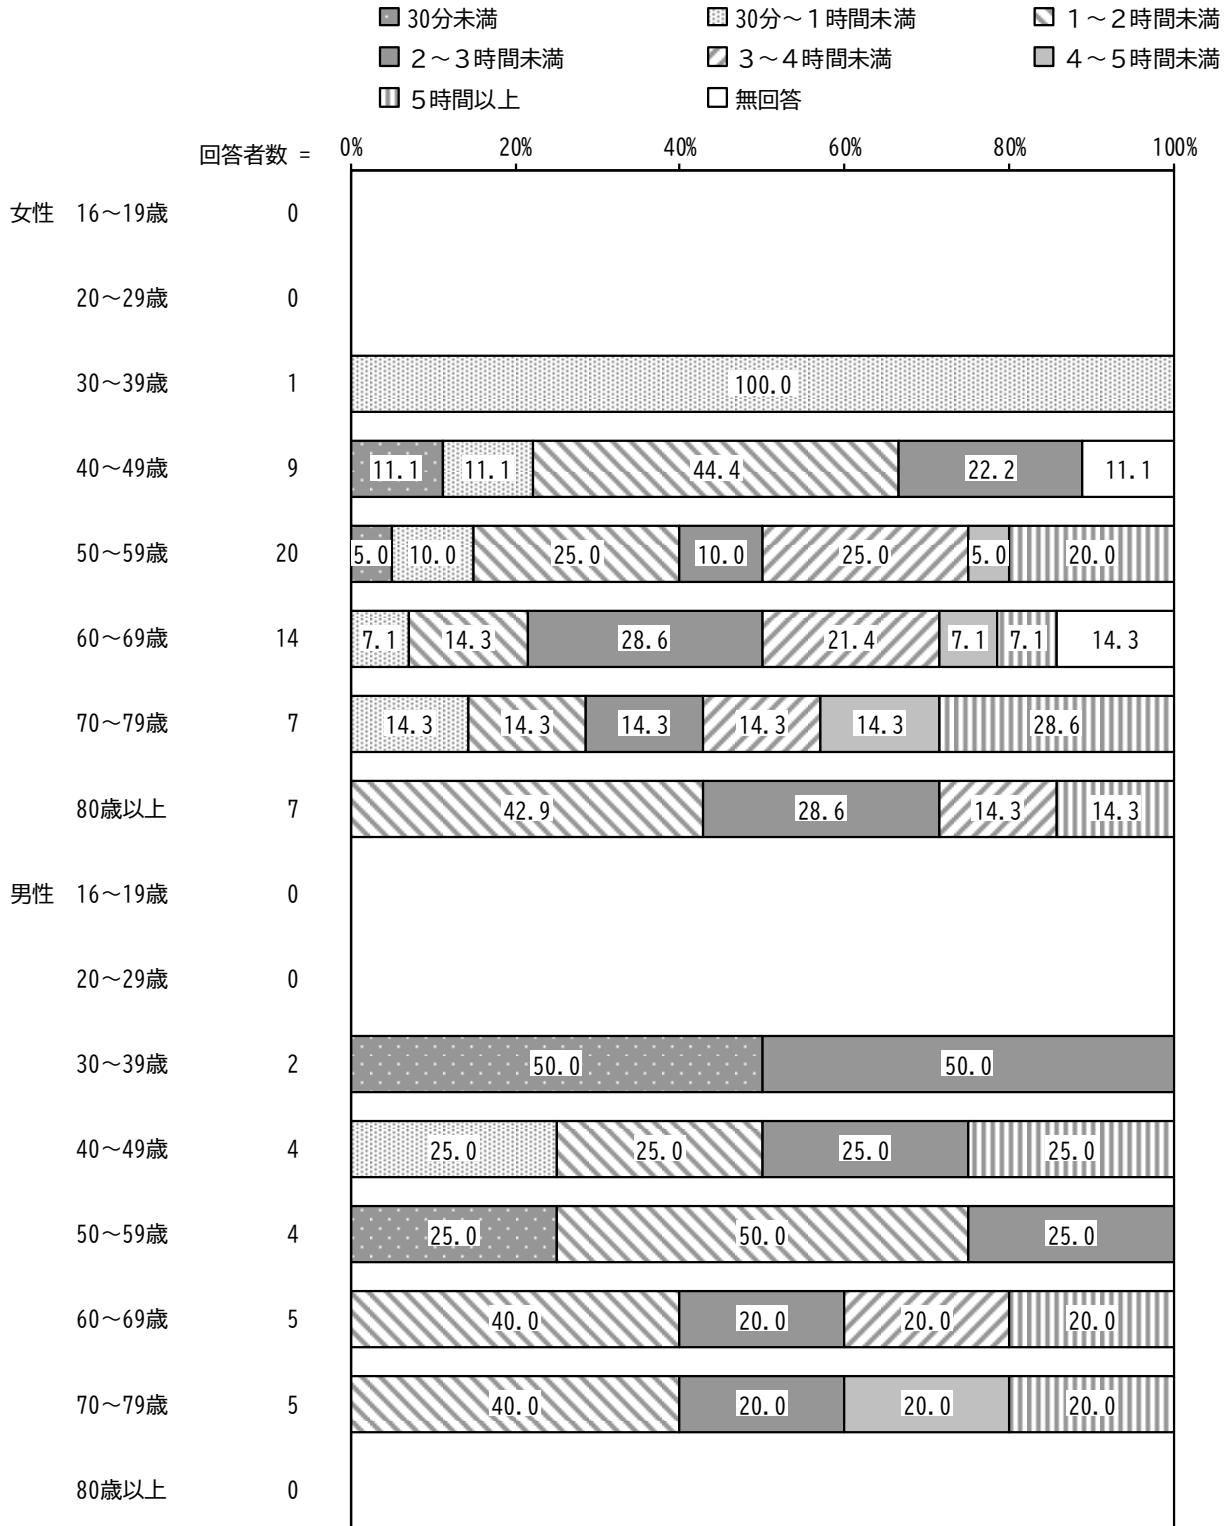 30分未満 30分～１時間未満 １～２時間未満
２～３時間未満 ３～４時間未満 ４～５時間未満
５時間以上 無回答
回答者数 = 0% 20% 40% 60% 80% 100%
女性 16～19歳 0
20～29歳 0
30～39歳 1 100.0
40～49歳 9 11.1 11.1 44.4 22.2 11.1
50～59歳 20 5.0 10.0 25.0 10.0 25.0 5.0 20.0
60～69歳 14 7.1 14.3 28.6 21.4 7.1 7.1 14.3
70～79歳 7 14.3 14.3 14.3 14.3 14.3 28.6
80歳以上 7 42.9 28.6 14.3 14.3
男性 16～19歳 0
20～29歳 0
30～39歳 2 50.0 50.0
40～49歳 4 25.0 25.0 25.0 25.0
50～59歳 4 25.0 50.0 25.0
60～69歳 5 40.0 20.0 20.0 20.0
70～79歳 5 40.0 20.0 20.0 20.0
80歳以上 0